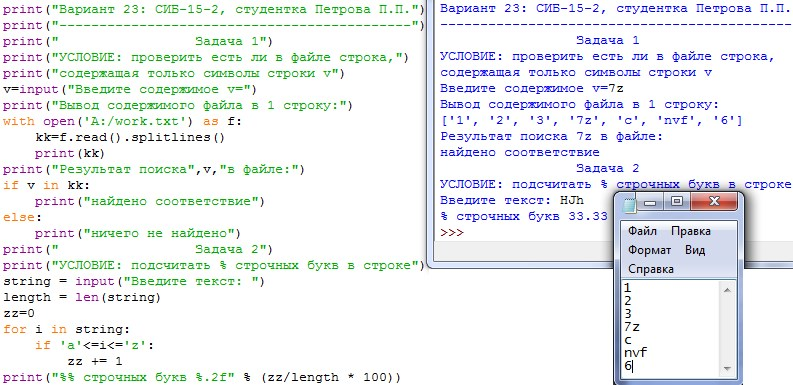 print("Вариант 23: СИБ-15-2, студентка Петрова П.П.")
print("-----------------------------------------------")
print("                  Задача 1")
print("УСЛОВИЕ: проверить есть ли в файле строка,")
print("содержащая только символы строки v")
v=input("Введите содержимое v=")
print("Вывод содержимого файла в 1 строку:")
with open('A:/work.txt') as f:
    kk=f.read().splitlines()
    print(kk)
print("Результат поиска",v,"в файле:")
if v in kk:
    print("найдено соответствие")
else:
    print("ничего не найдено")
print("                  Задача 2")
print("УСЛОВИЕ: подсчитать % строчных букв в строке")
string = input("Введите текст: ")
length = len(string)
zz=0
for i in string:
    if 'a'<=i<='z':
        zz += 1
print("%% строчных букв %.2f" % (zz/length * 100))
Вариант 23: СИБ-15-2, студентка Петрова П.П.
-----------------------------------------------
                  Задача 1
УСЛОВИЕ: проверить есть ли в файле строка,
содержащая только символы строки v
Введите содержимое v=7z
Вывод содержимого файла в 1 строку:
['1', '2', '3', '7z', 'c', 'nvf', '6']
Результат поиска 7z в файле:
найдено соответствие
                  Задача 2
УСЛОВИЕ: подсчитать % строчных букв в строке
Введите текст: HJh
% строчных букв 33.33
>>>
Файл Правка
Формат Вид
Справка
1
2
3
7z
c
nvf
6